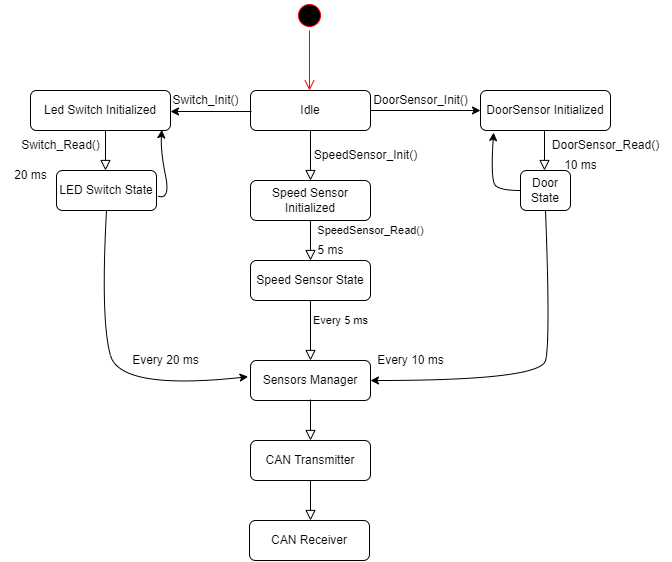 Led Switch Initialized
Switch_Init()
Idle
DoorSensor_Init()
DoorSensor Initialized
Switch_Read()
20 ms
LED Switch State
SpeedSensor_Init()
Speed Sensor
Initialized
DoorSensor_Read()
10 ms
Door
State
SpeedSensor_Read()
5 ms
Speed Sensor State
Every 5 ms
Every 20 ms
Every 10 ms
Sensors Manager
CAN Transmitter
CAN Receiver